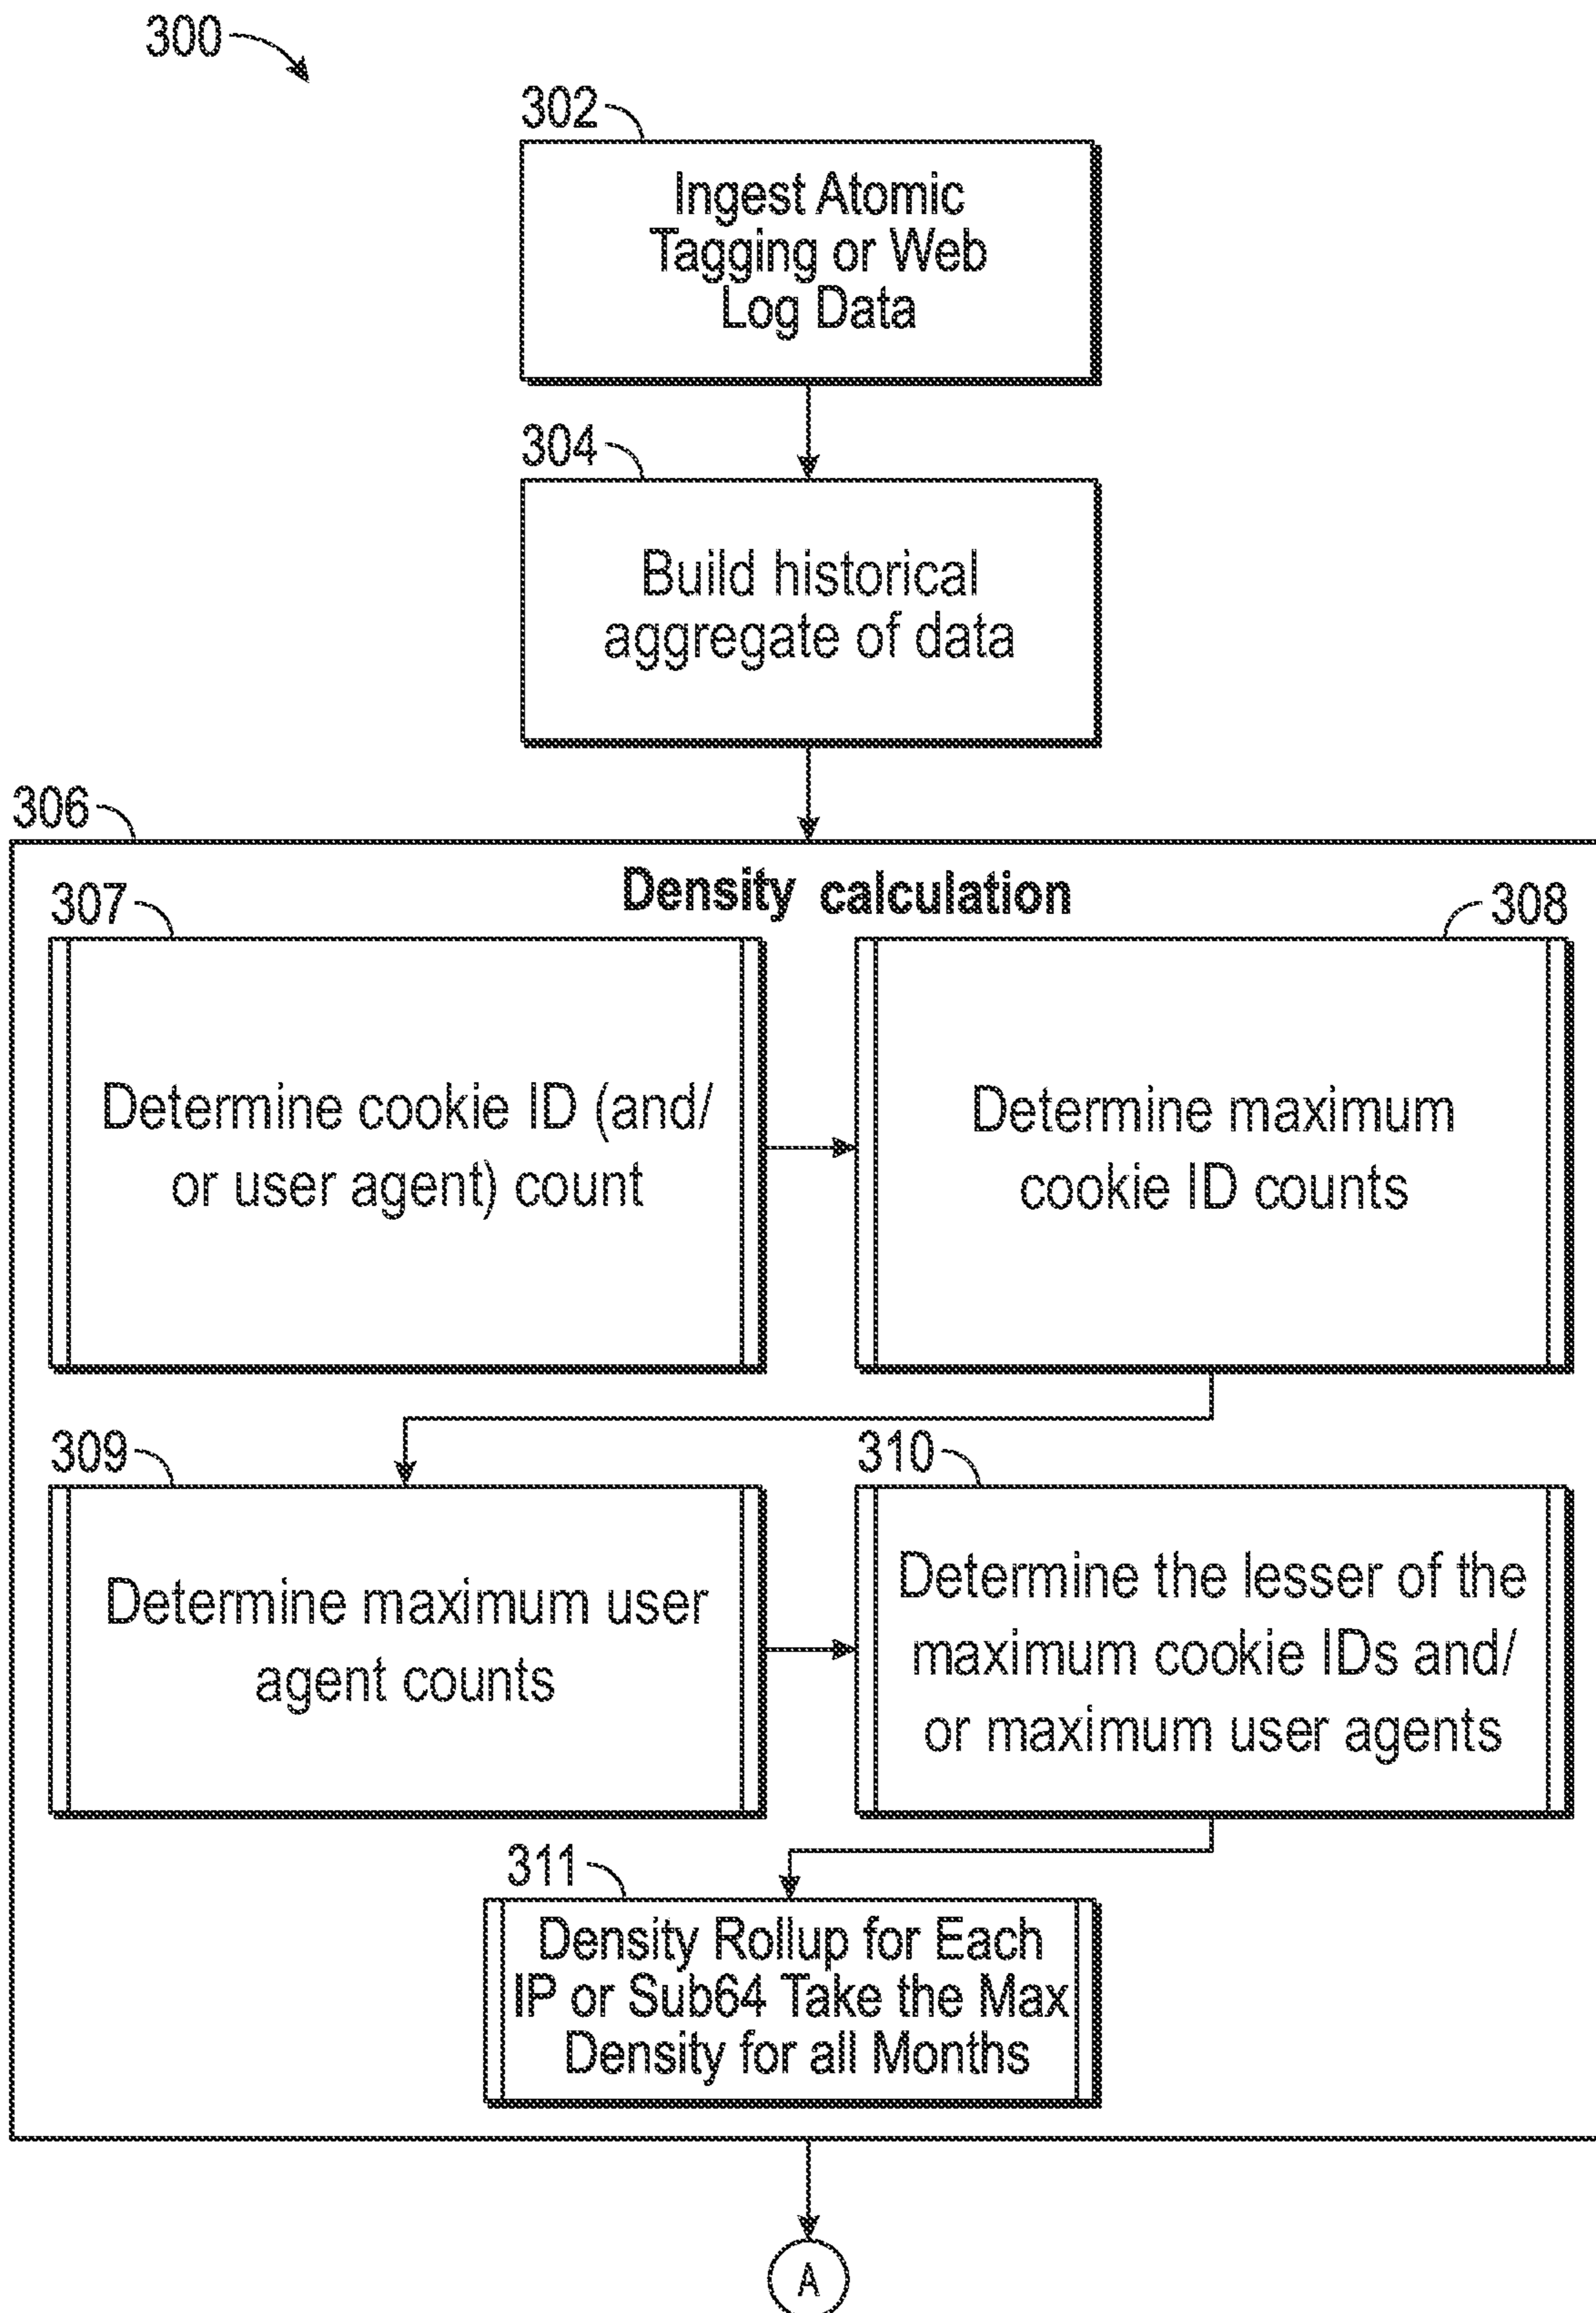 300
302
Ingest Atomic
Tagging or Web
Log Data
304
Build historical
aggregate of data
306
Density calculation
307
Determine cookie ID (and/
or user agent) count
308
Determine maximum
cookie ID counts
309
Determine maximum user
agent counts
310
Determine the lesser of the
maximum cookie IDs and/
or maximum user agents
311
Density Rollup for Each
IP or Sub64 Take the Max
Density for all Months
A